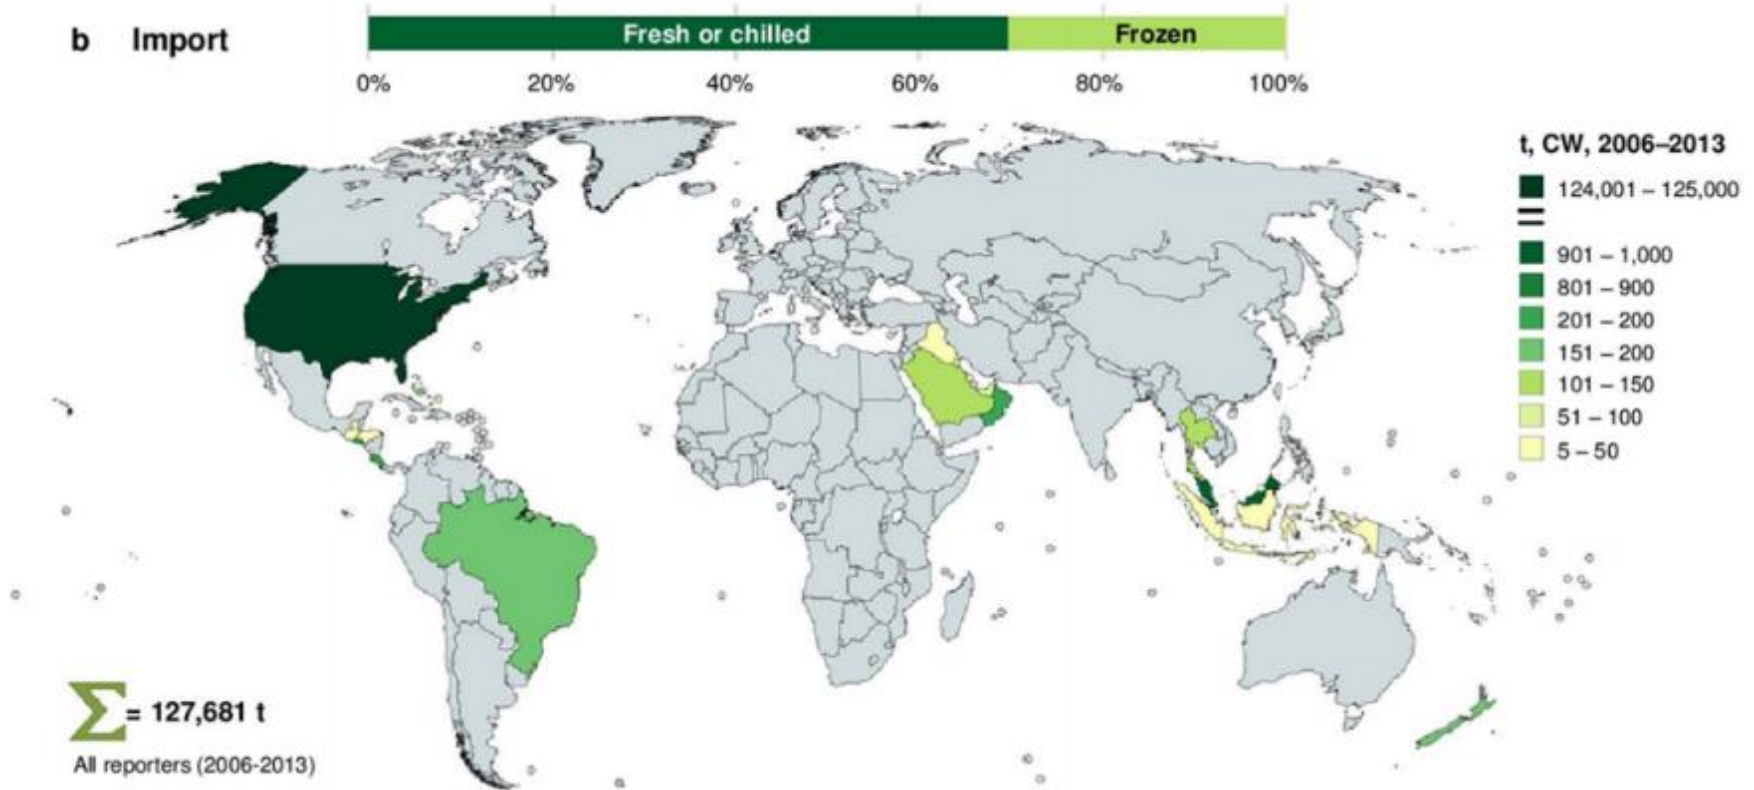 b Import
Fresh or chilled
Frozen
0% 20% 40% 60% 80% 100%
t, CW, 2006–2013
124,001 – 125,000
901 – 1,000
801 – 900
201 – 200
151 – 200
101 – 150
51 – 100
5 – 50
Σ = 127,681 t
All reporters (2006-2013)